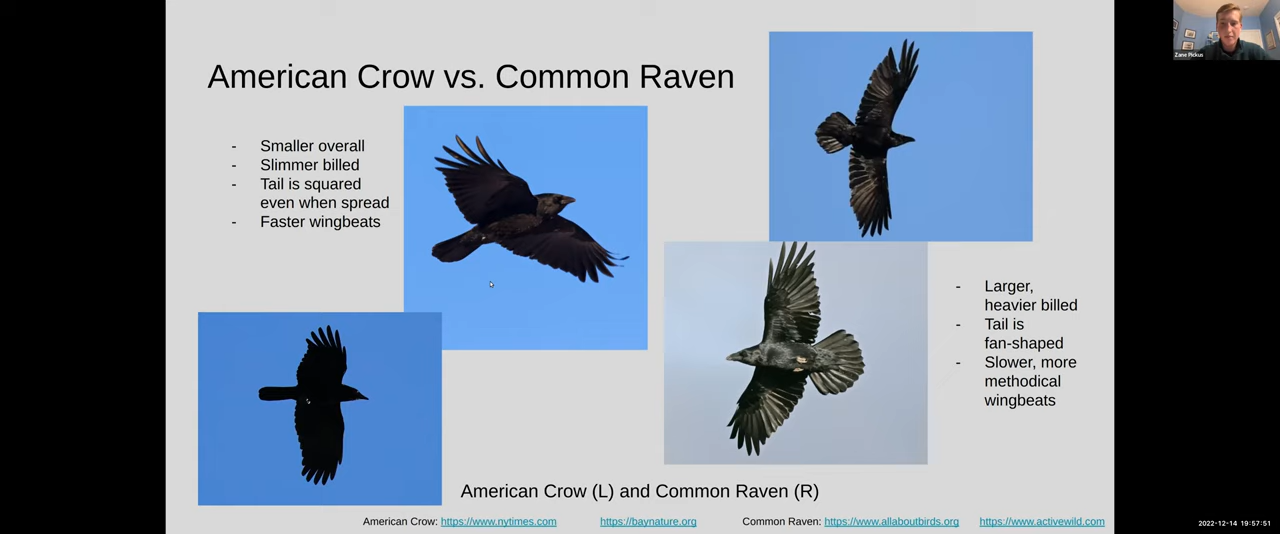 American Crow vs. Common Raven
- Smaller overall
- Slimmer billed
- Tail is squared
even when spread
- Faster wingbeats
- Larger,
heavier billed
- Tail is
fan-shaped
- Slower, more
methodical
wingbeats
American Crow (L) and Common Raven (R)
American Crow: https://www.nytimes.com https://baynature.org Common Raven: https://www.allaboutbirds.org https://www.activewild.com
Zane Pickus
2022-12-14 19:57:51